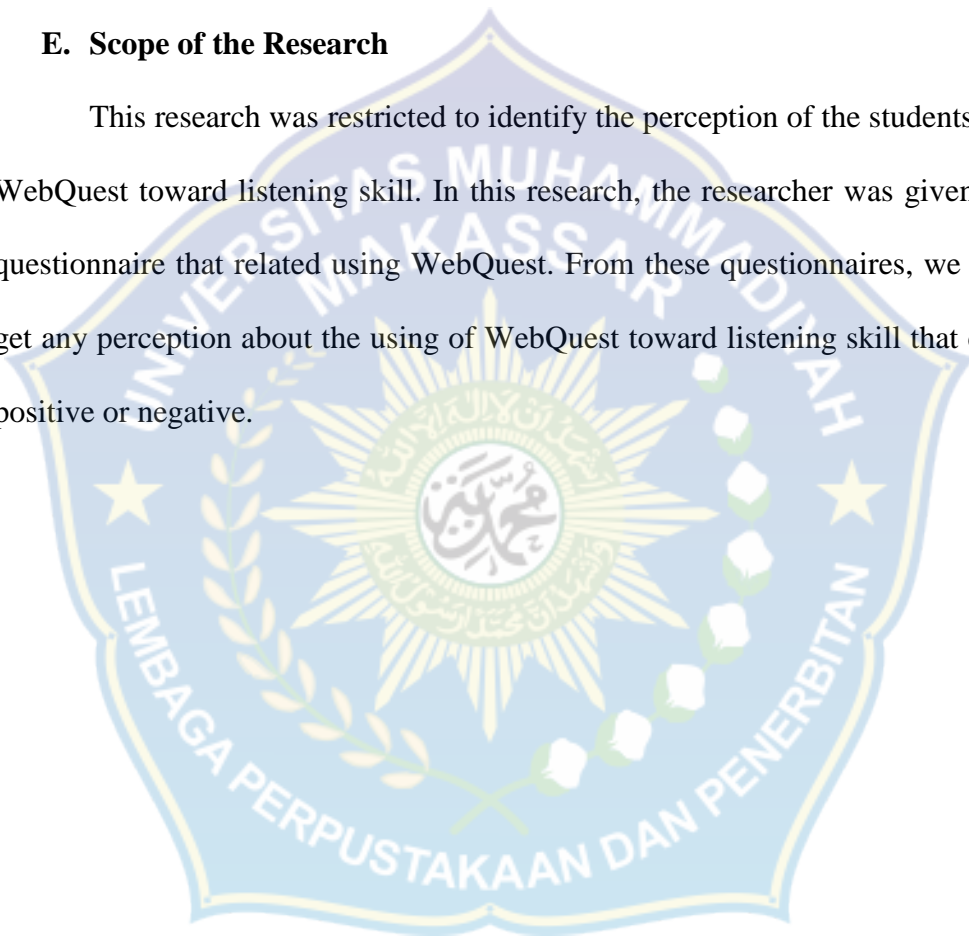 E. Scope of the Research
This research was restricted to identify the perception of the students
WebQuest toward listening skill. In this research, the researcher was given
questionnaire that related using WebQuest. From these questionnaires, we
get any perception about the using of WebQuest toward listening skill that
positive or negative.
UNIVERSITAS MUHAMMADIYAH
MAKASSAR
LEMBAGA PERPUSTAKAAN DAN PENERBITAN